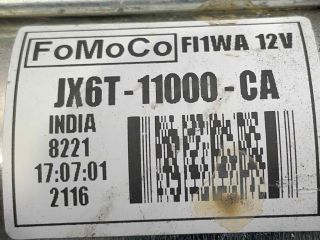 FoMoCo FI1WA 12V
JX6T-11000-CA
INDIA
8221
17:07:01
2116